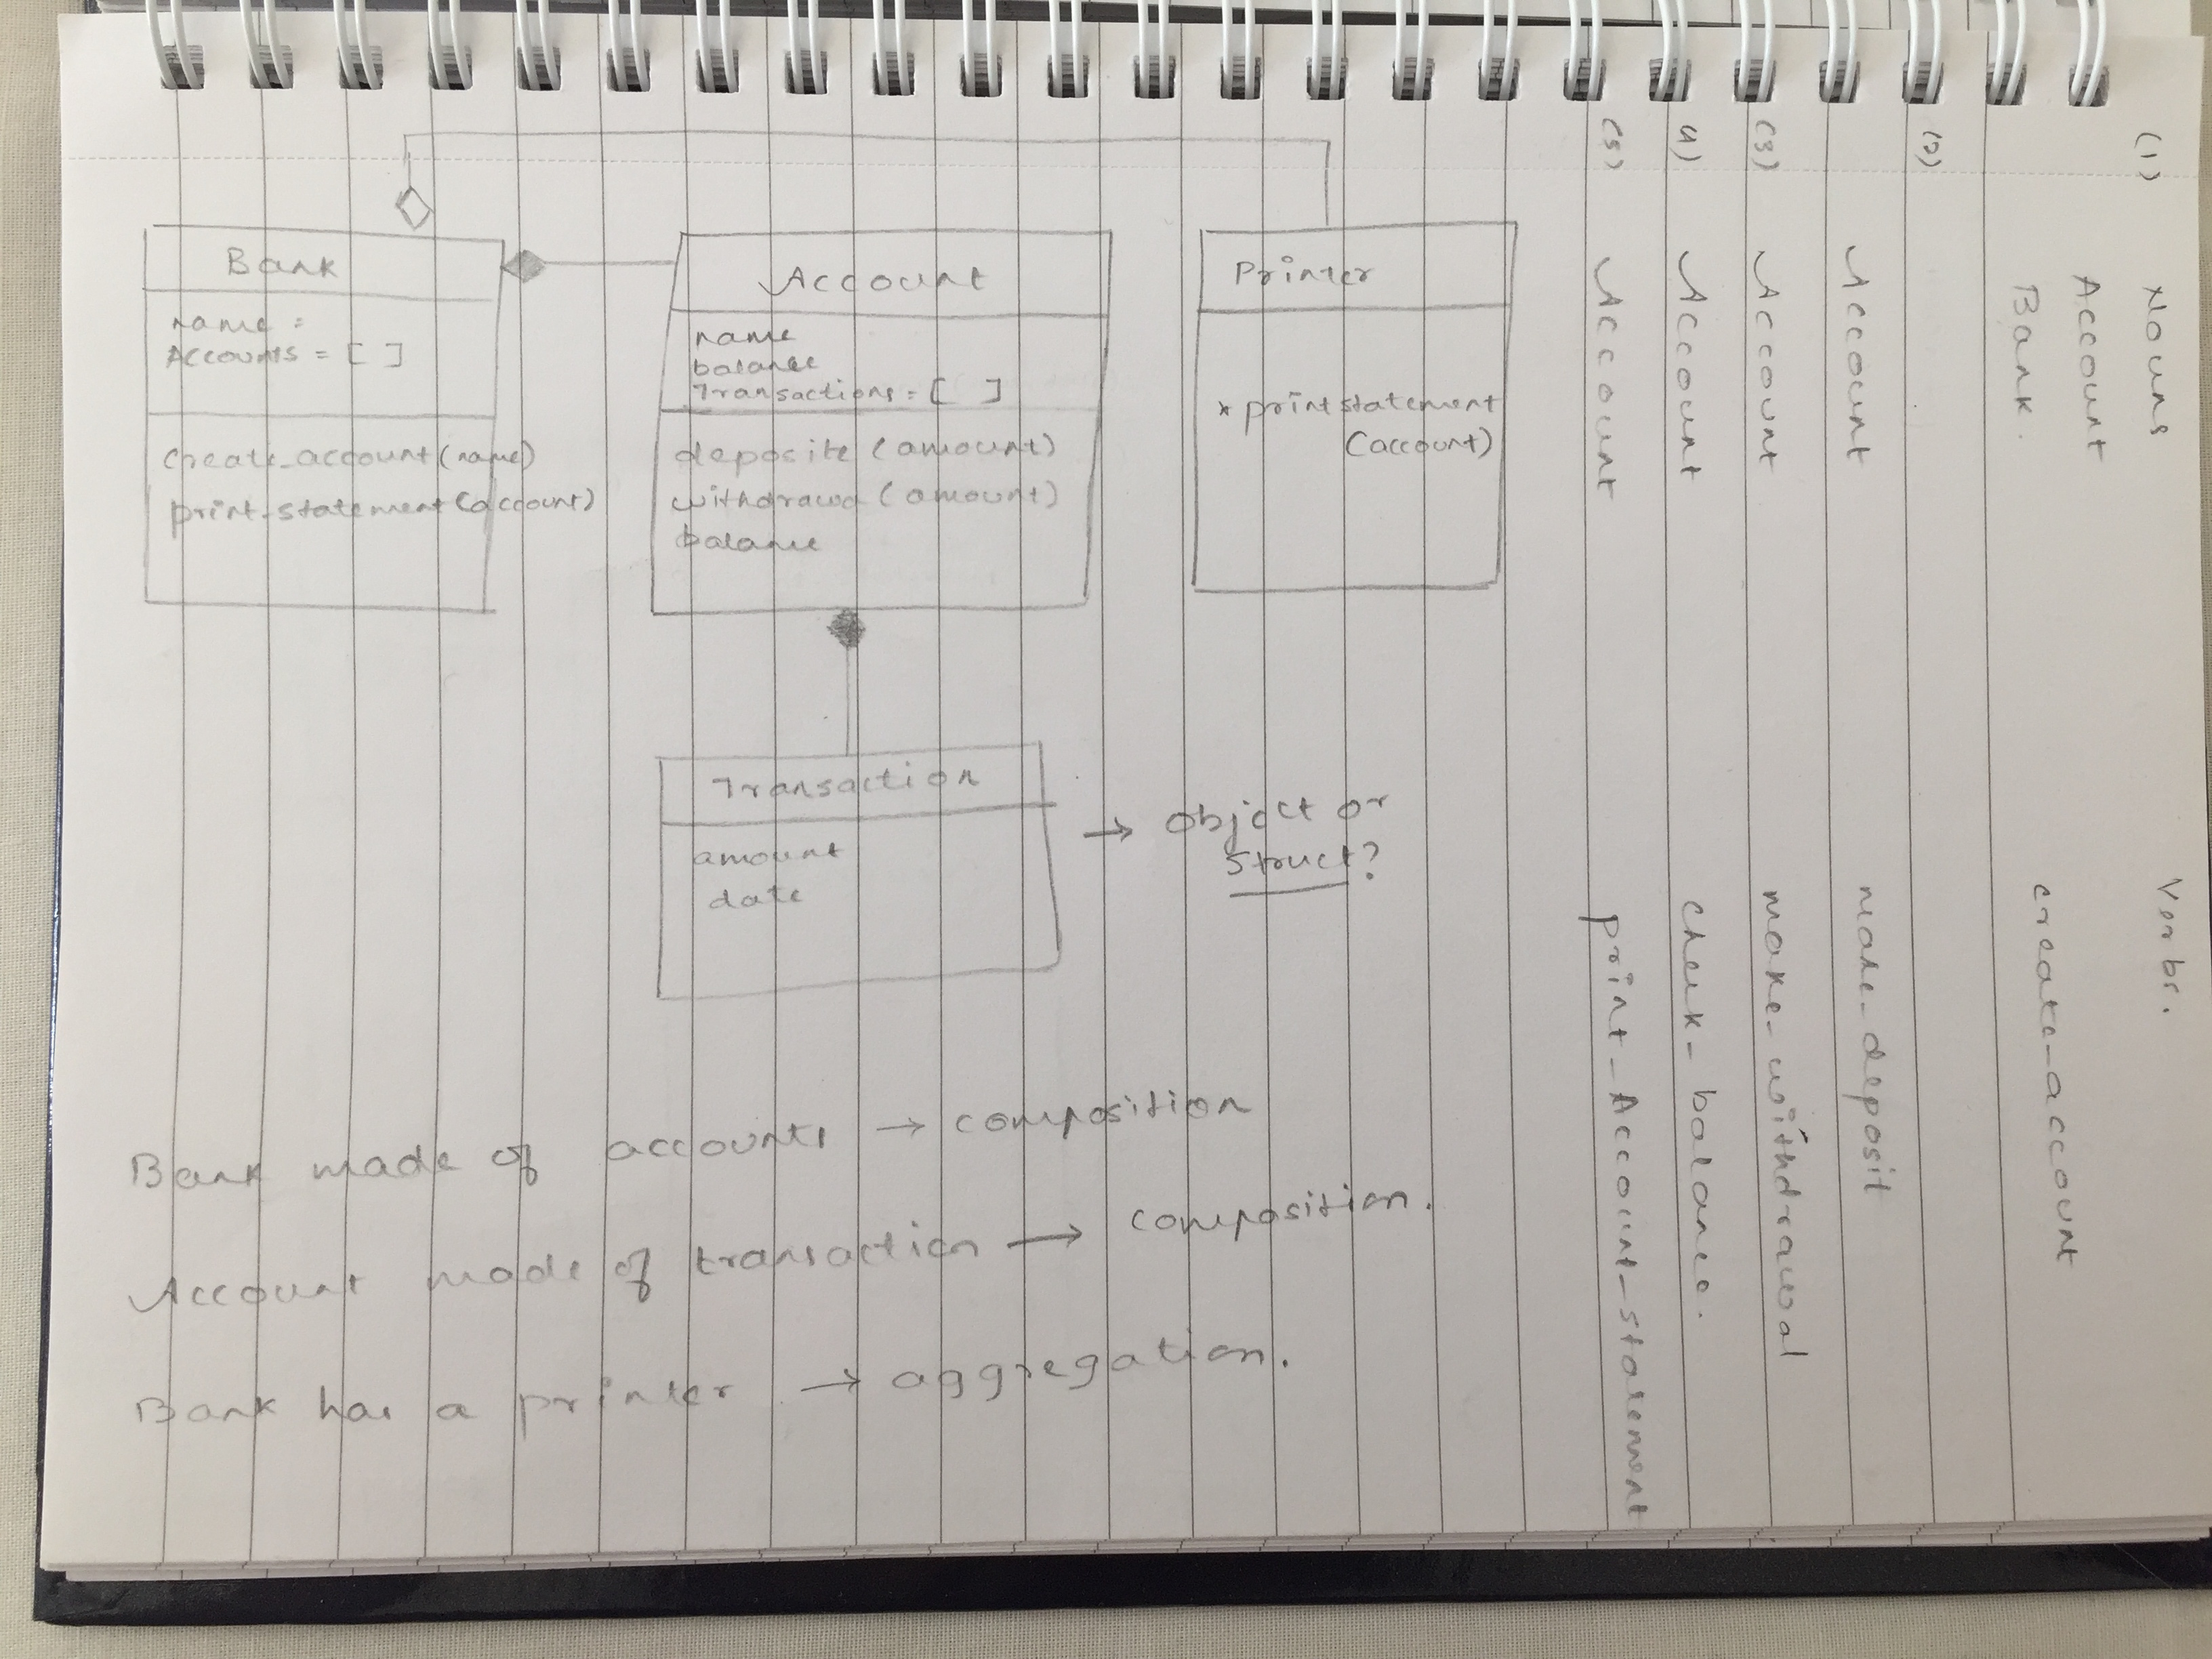 Bank
name =
Accounts = [ ]
create_account(name)
print_statement(account)
Account
name
balance
Transactions = [ ]
deposite (amount)
withdrawa (amount)
balance
Printer
* print statement
(account)
Transaction
amount
date
→ object or
struct?
Bank made of accounts → composition
Account made of transaction → composition.
Bank has a printer → aggregation.
Nouns Verbs.
(1) Account
Bank. create_account
(2) Account make_deposit
(3) Account make_withdrawal
4) Account check_balance.
(5) Account print_Account_statement